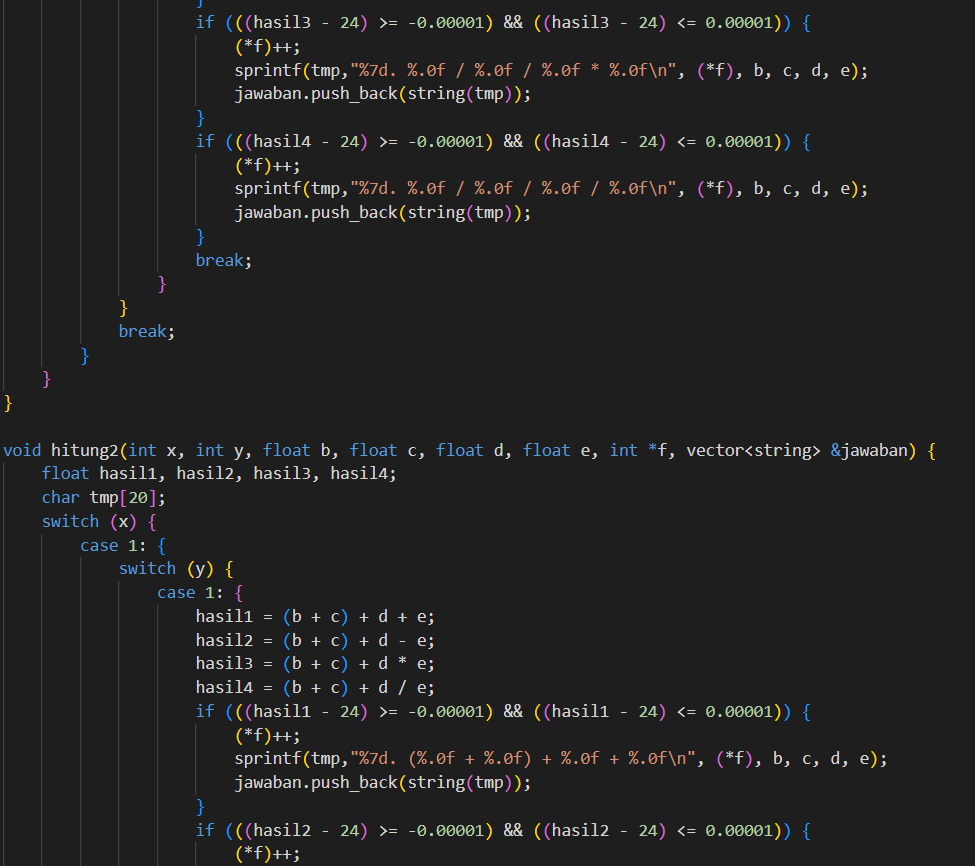 }
if (((hasil3 - 24) >= -0.00001) && ((hasil3 - 24) <= 0.00001)) {
(*f)++;
sprintf(tmp,"%7d. %.0f / %.0f / %.0f * %.0f\n", (*f), b, c, d, e);
jawaban.push_back(string(tmp));
}
if (((hasil4 - 24) >= -0.00001) && ((hasil4 - 24) <= 0.00001)) {
(*f)++;
sprintf(tmp,"%7d. %.0f / %.0f / %.0f / %.0f\n", (*f), b, c, d, e);
jawaban.push_back(string(tmp));
}
break;
}
}
break;
}
}
}
void hitung2(int x, int y, float b, float c, float d, float e, int *f, vector<string> &jawaban) {
float hasil1, hasil2, hasil3, hasil4;
char tmp[20];
switch (x) {
case 1: {
switch (y) {
case 1: {
hasil1 = (b + c) + d + e;
hasil2 = (b + c) + d - e;
hasil3 = (b + c) + d * e;
hasil4 = (b + c) + d / e;
if (((hasil1 - 24) >= -0.00001) && ((hasil1 - 24) <= 0.00001)) {
(*f)++;
sprintf(tmp,"%7d. (%.0f + %.0f) + %.0f + %.0f\n", (*f), b, c, d, e);
jawaban.push_back(string(tmp));
}
if (((hasil2 - 24) >= -0.00001) && ((hasil2 - 24) <= 0.00001)) {
(*f)++;